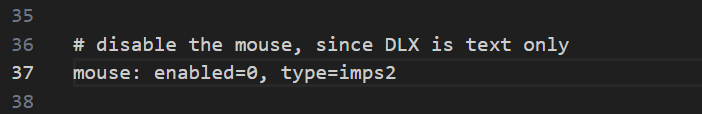 35
36 # disable the mouse, since DLX is text only
37 mouse: enabled=0, type=imps2
38